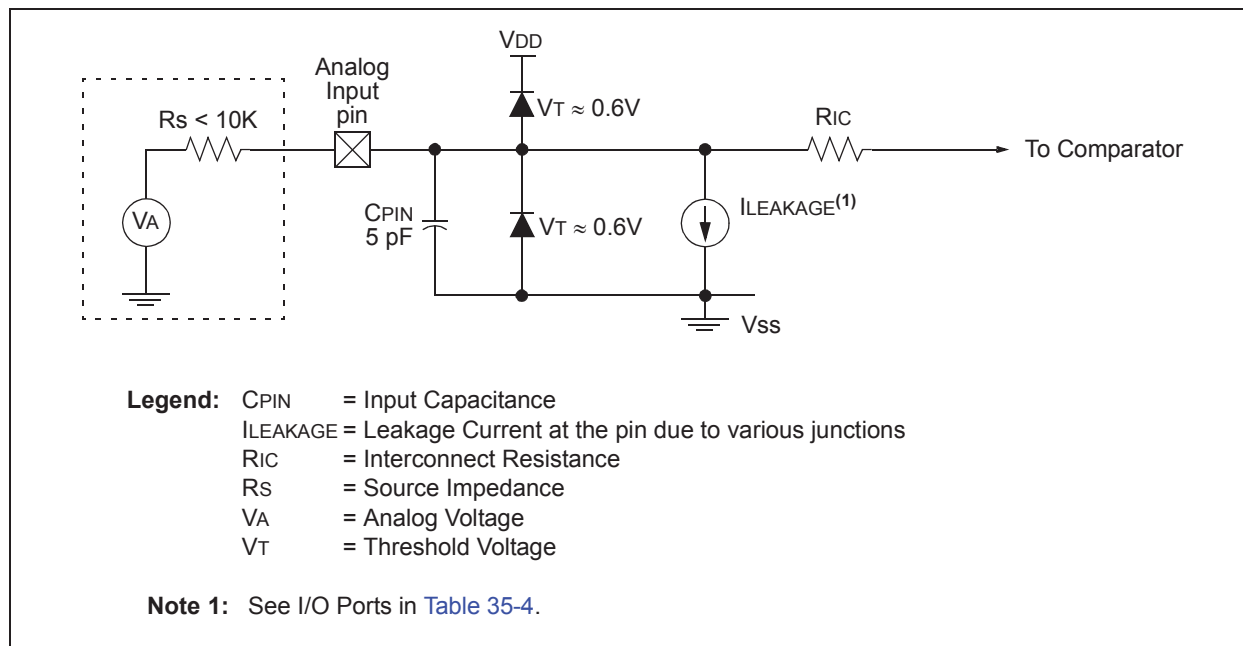 VDD
Analog
Input
pin
Rs < 10K
VT ≈ 0.6V
RIC
To Comparator
VA
CPIN
5 pF
VT ≈ 0.6V
ILEAKAGE(1)
Vss
Legend: CPIN = Input Capacitance
ILEAKAGE = Leakage Current at the pin due to various junctions
RIC = Interconnect Resistance
RS = Source Impedance
VA = Analog Voltage
VT = Threshold Voltage
Note 1: See I/O Ports in Table 35-4.